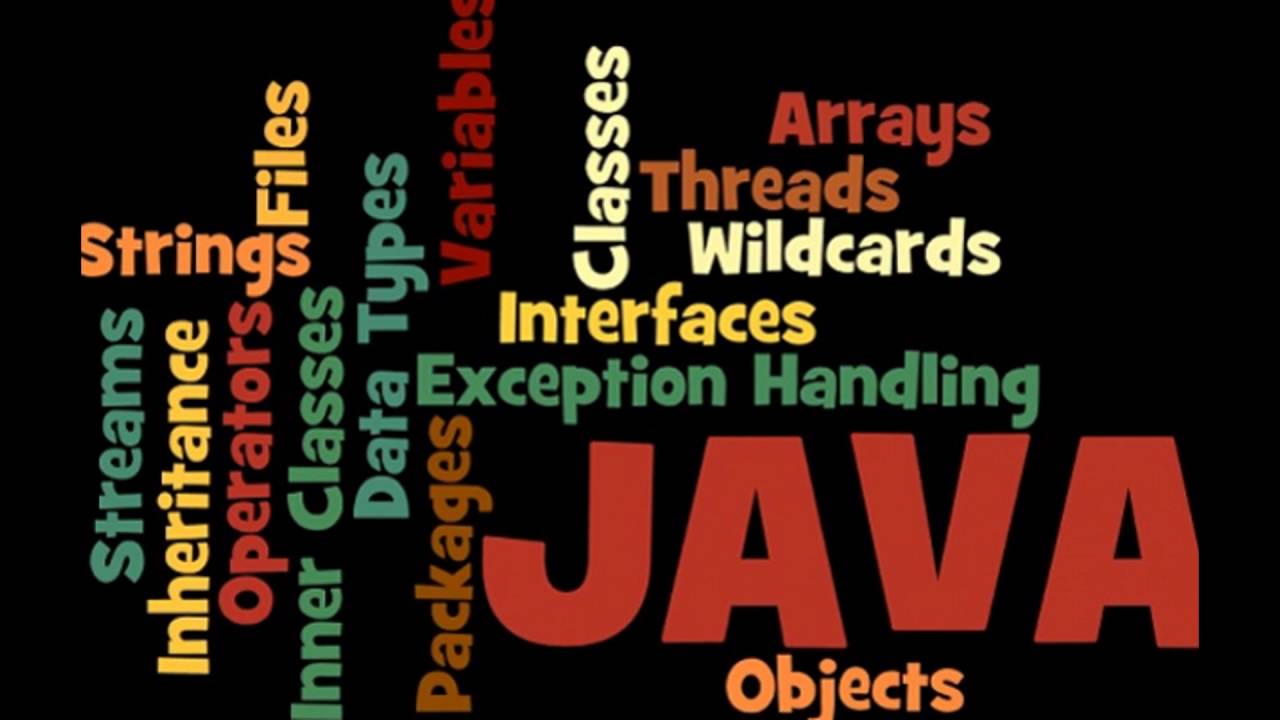 Variables
Classes
Files
Arrays
Threads
Data Types
Wildcards
Strings
Interfaces
Streams
Inheritance
Operators
Inner Classes
Exception Handling
Packages
JAVA
Objects